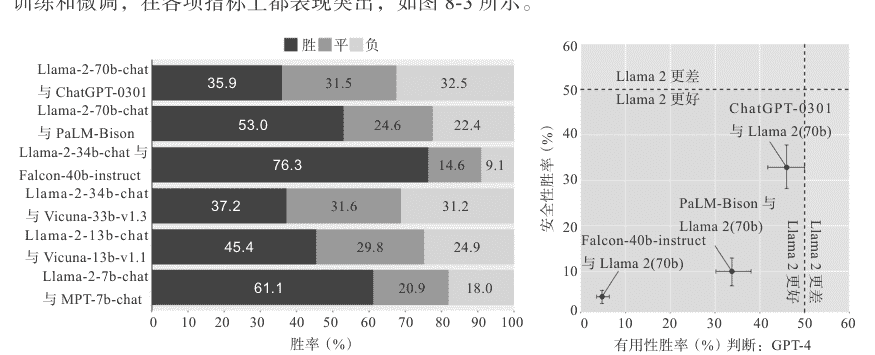 训练和微调，在各项指标上都表现突出，如图 8-3 所示。
胜 平 负
Llama-2-70b-chat
与 ChatGPT-0301
35.9 31.5 32.5
Llama-2-70b-chat
与 PaLM-Bison
53.0 24.6 22.4
Llama-2-34b-chat 与
Falcon-40b-instruct
76.3 14.6 9.1
Llama-2-34b-chat
与 Vicuna-33b-v1.3
37.2 31.6 31.2
Llama-2-13b-chat
与 Vicuna-13b-v1.1
45.4 29.8 24.9
Llama-2-7b-chat
与 MPT-7b-chat
61.1 20.9 18.0
0 10 20 30 40 50 60 70 80 90 100
胜率（%）
60
50
40
30
20
10
0
安全性胜率（%）
Llama 2 更差
Llama 2 更好
ChatGPT-0301
与 Llama 2(70b)
PaLM-Bison 与
Llama 2(70b)
Falcon-40b-instruct
与 Llama 2(70b)
Llama 2 更好
Llama 2 更差
0 10 20 30 40 50 60
有用性胜率（%）判断：GPT-4